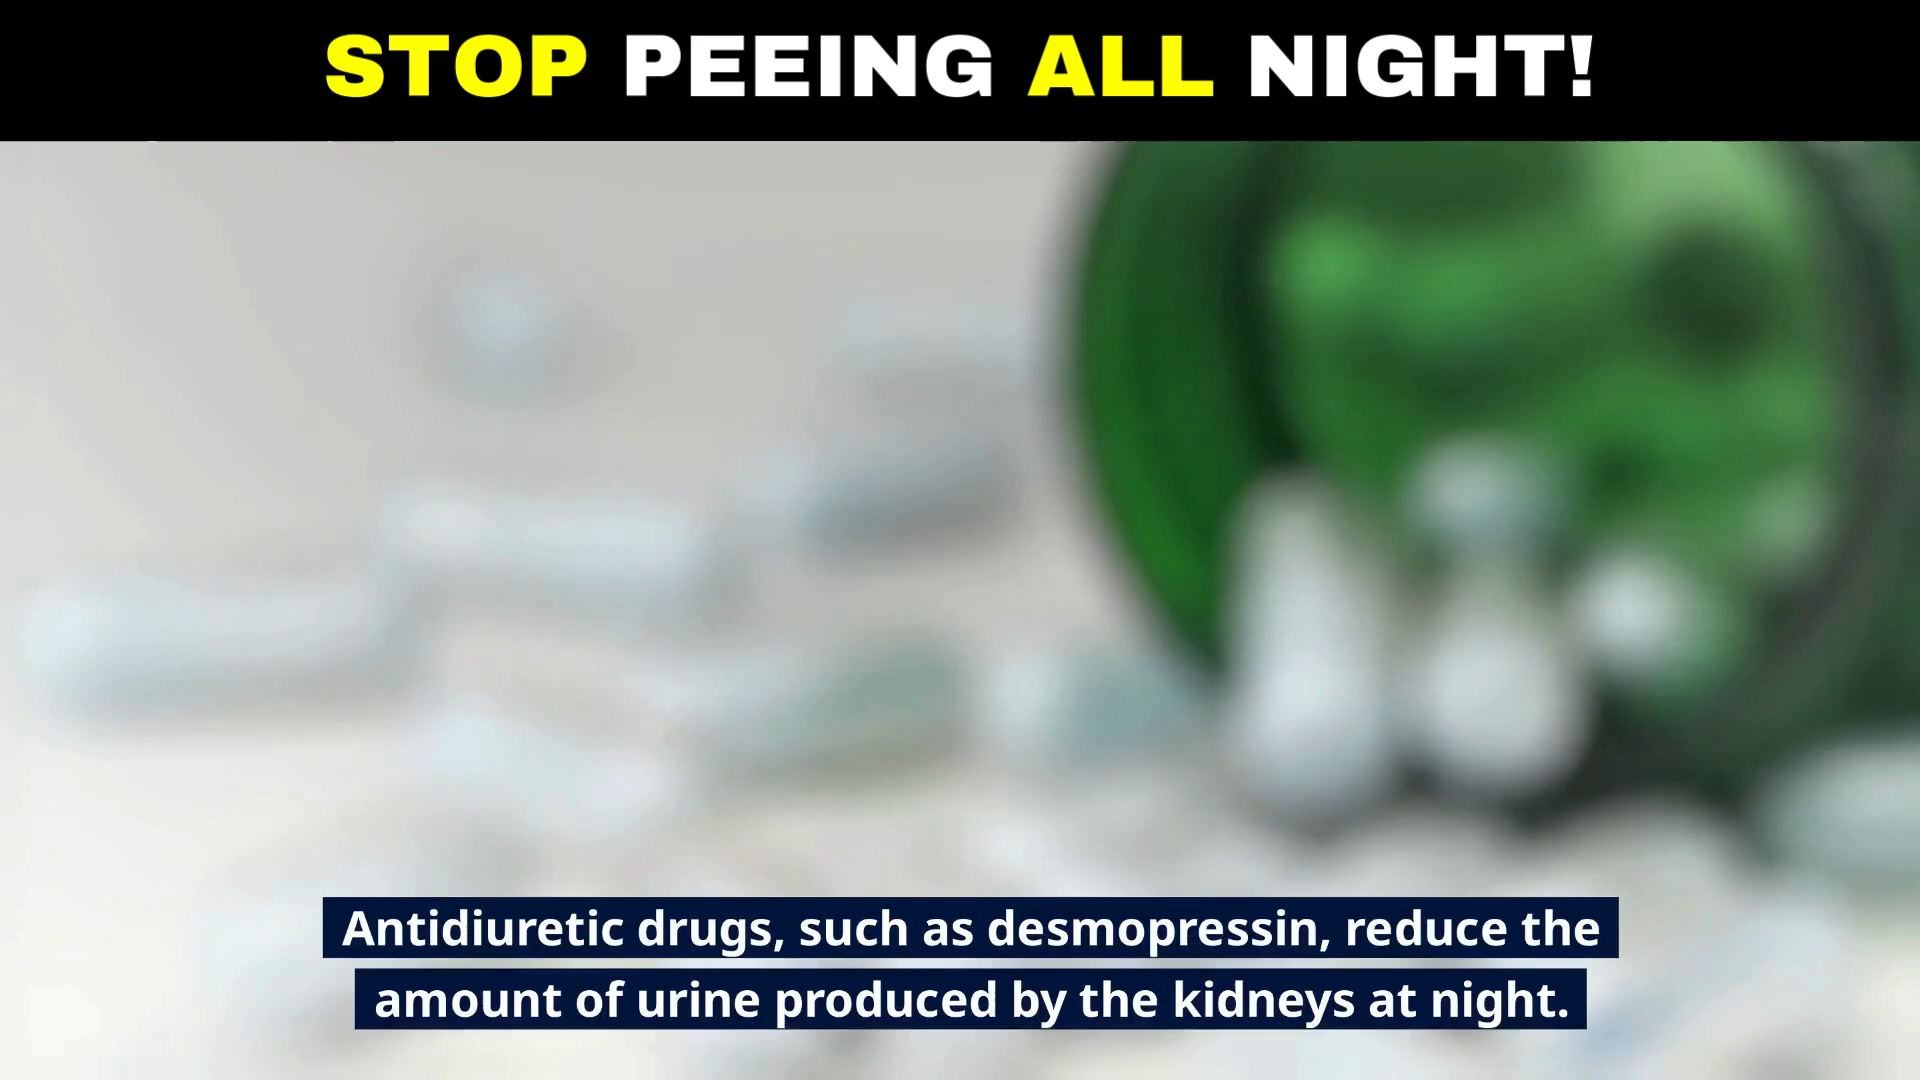 STOP PEEING ALL NIGHT!
Antidiuretic drugs, such as desmopressin, reduce the
amount of urine produced by the kidneys at night.